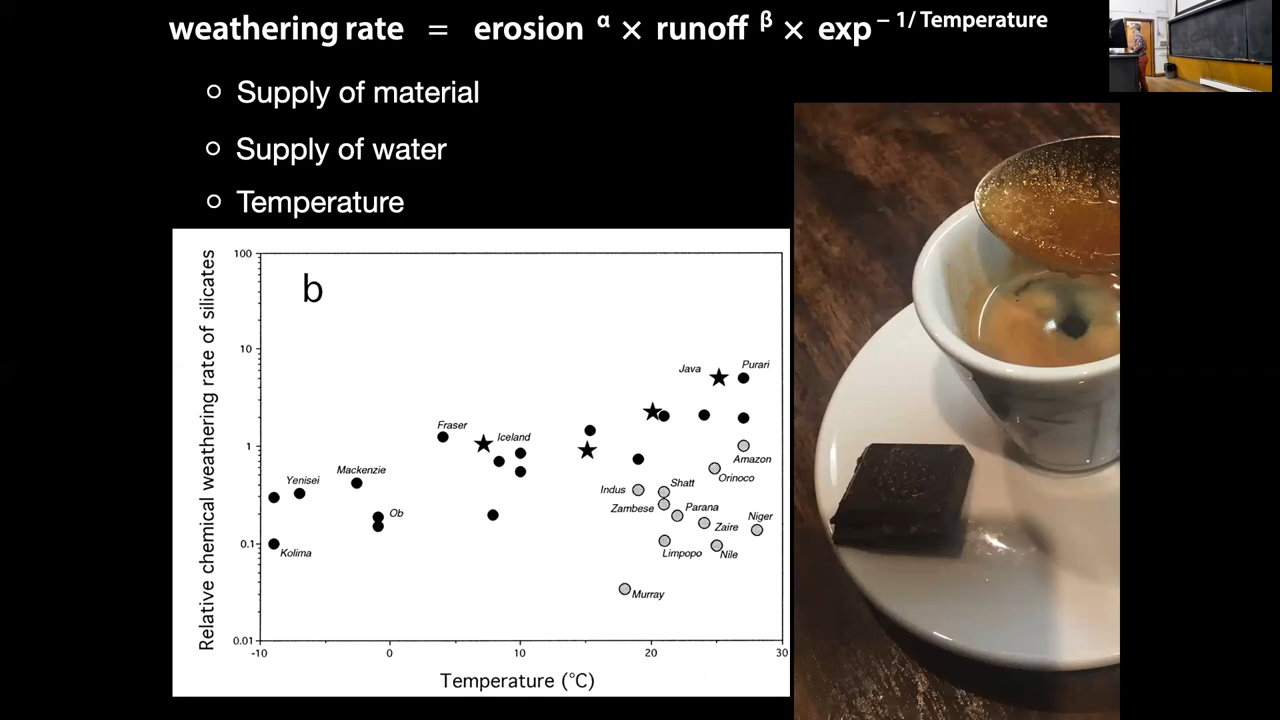 weathering rate = erosion α × runoff β × exp – 1/ Temperature
Supply of material
Supply of water
Temperature
b
Relative chemical weathering rate of silicates
100
10
1
0.1
0.01
-10
0
10
20
30
Temperature (°C)
Java
Purari
Fraser
Iceland
Mackenzie
Yenisei
Ob
Kolima
Amazon
Orinoco
Indus
Shatt
Zambese
Parana
Zaire
Niger
Limpopo
Nile
Murray